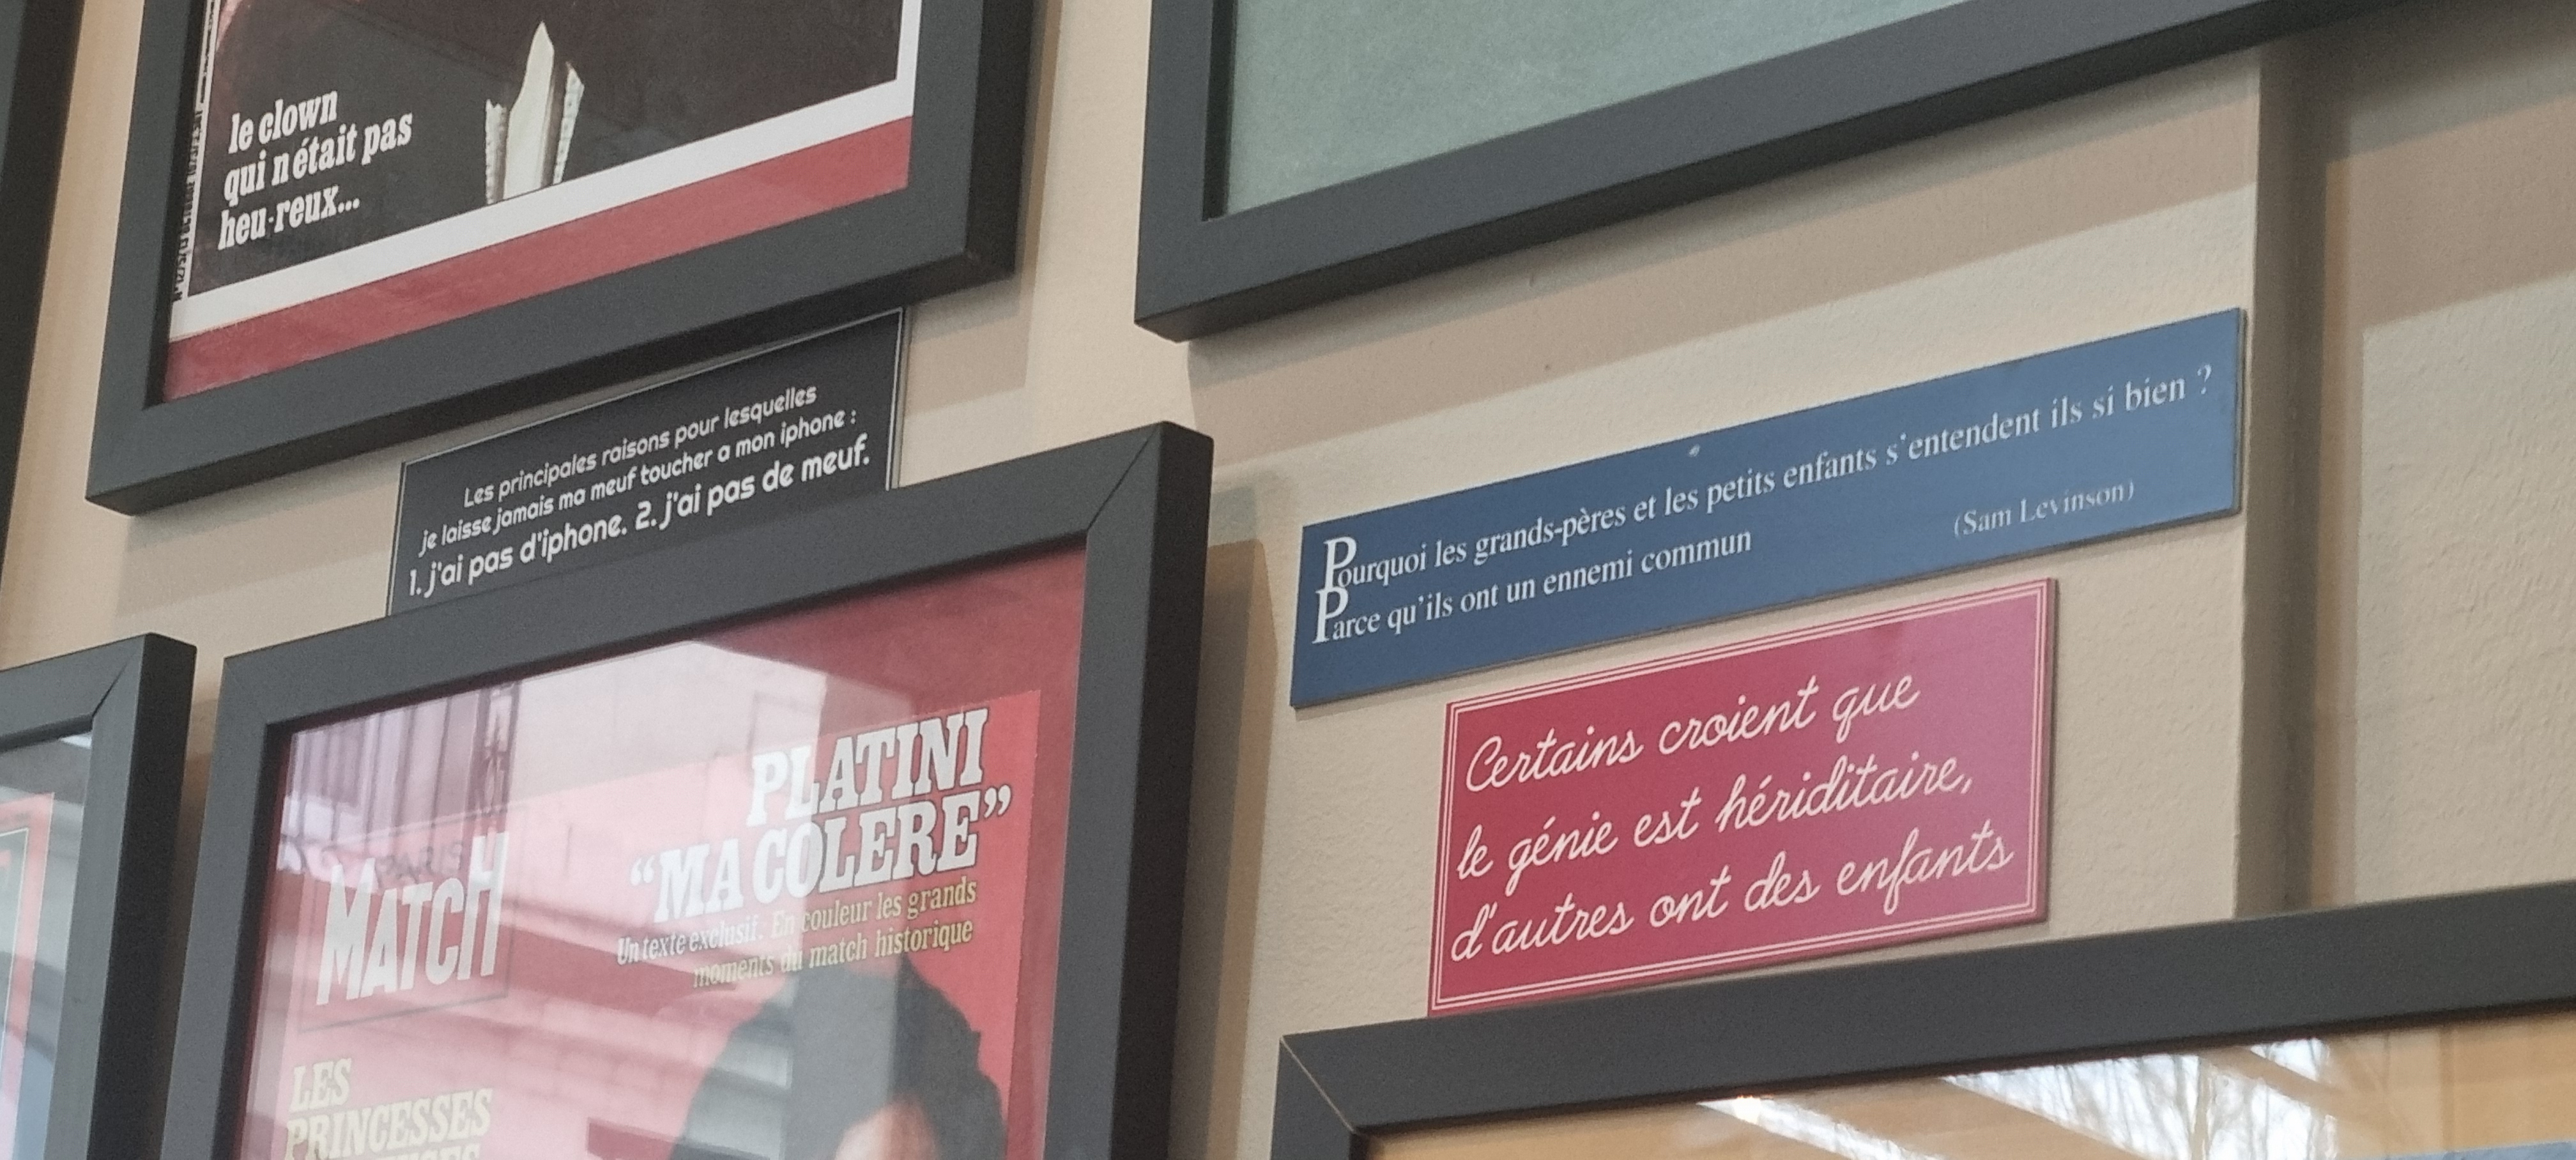 le clown
qui n'était pas
heu-reux...
Les principales raisons pour lesquelles
je laisse jamais ma meuf toucher a mon iphone :
1. j'ai pas d'iphone. 2. j'ai pas de meuf.
Pourquoi les grands-pères et les petits enfants s'entendent ils si bien ?
Parce qu'ils ont un ennemi commun
(Sam Levinson)
Certains croient que
le génie est híriditaire,
d'autres ont des enfants
PARIS
MATCH
PLATINI
“MA COLERE”
Un texte exclusif. En couleur les grands
moments du match historique
LES
PRINCESSES